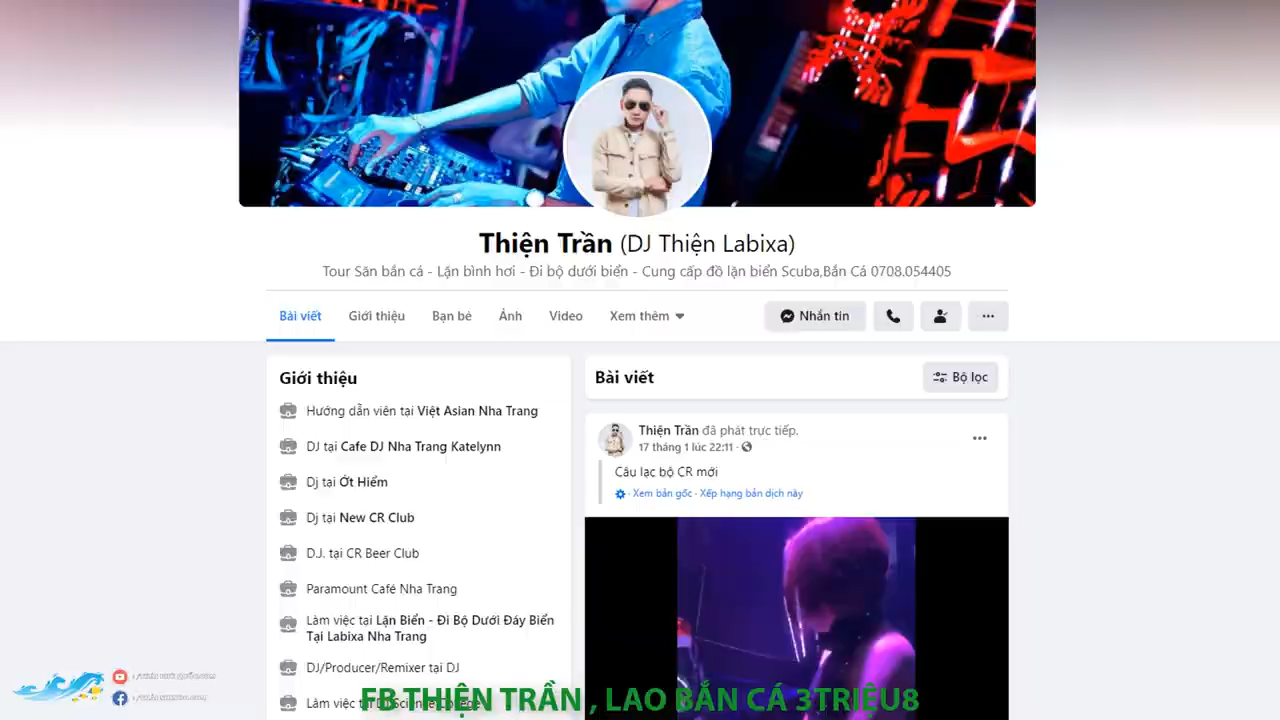 Thiện Trần (DJ Thiện Labixa)
Tour Săn bắn cá - Lặn bình hơi - Đi bộ dưới biển - Cung cấp đồ lặn biển Scuba,Bắn Cá 0708.054405
Bài viết
Giới thiệu
Bạn bè
Ảnh
Video
Xem thêm
Nhắn tin
Giới thiệu
Hướng dẫn viên tại Việt Asian Nha Trang
DJ tại Cafe DJ Nha Trang Katelynn
Dj tại Ớt Hiểm
Dj tại New CR Club
D.J. tại CR Beer Club
Paramount Café Nha Trang
Làm việc tại Lặn Biển - Đi Bộ Dưới Đáy Biển
Tại Labixa Nha Trang
DJ/Producer/Remixer tại DJ
Làm việc
Bài viết
Bộ lọc
Thiện Trần đã phát trực tiếp.
17 tháng 1 lúc 22:11 ·
Câu lạc bộ CR mới
· Xem bản gốc · Xếp hạng bản dịch này
FB THIỆN TRẦN , LAO BẮN CÁ 3TRIỆU8